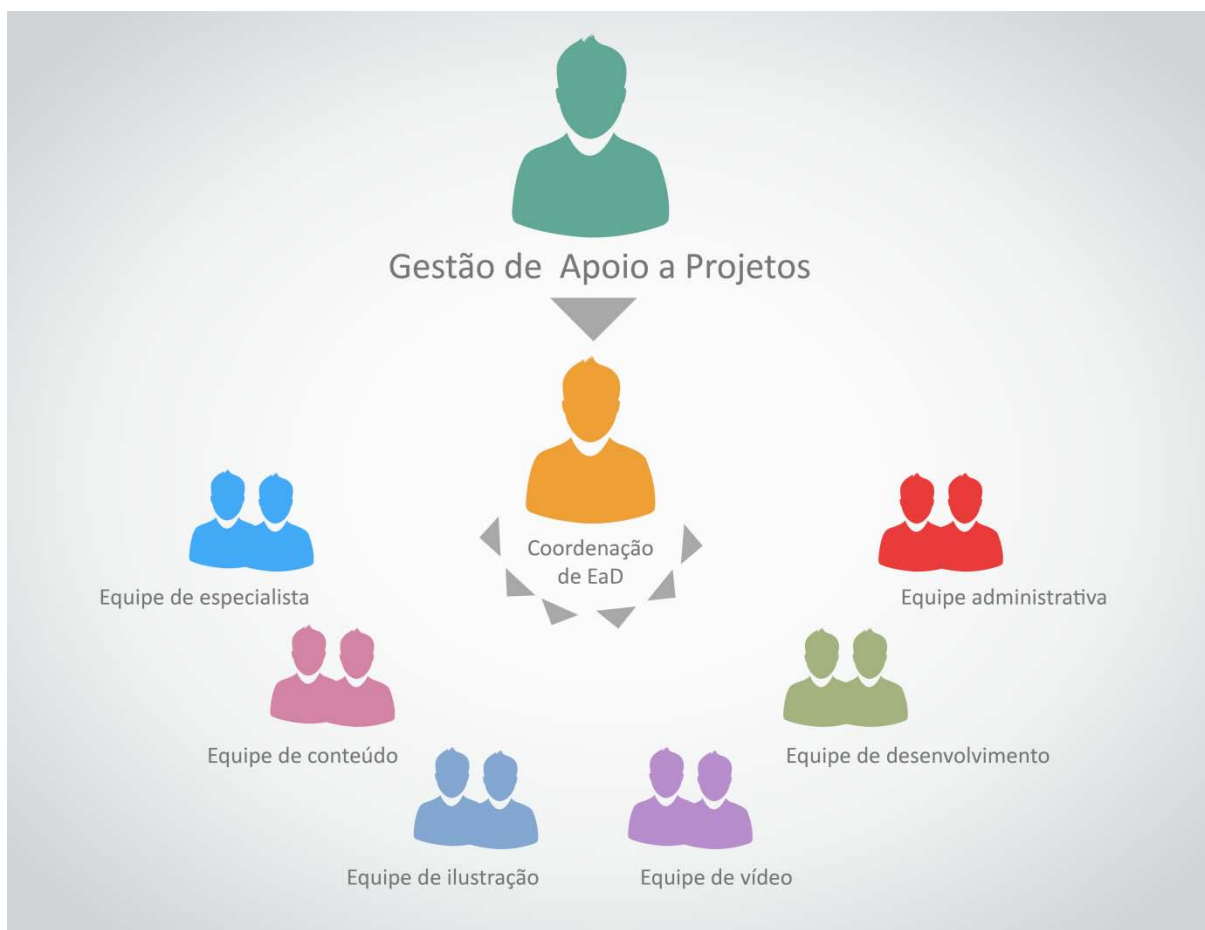 Gestão de Apoio a Projetos
Coordenação
de EaD
Equipe de especialista
Equipe administrativa
Equipe de conteúdo
Equipe de desenvolvimento
Equipe de ilustração
Equipe de vídeo